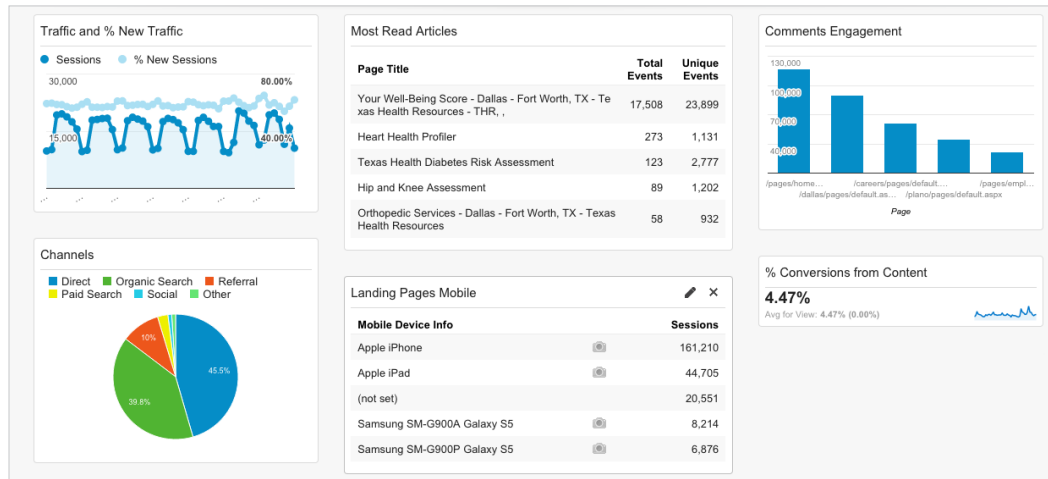 Traffic and % New Traffic
Sessions % New Sessions
30,000 80.00%
15,000 40.00%
Channels
Direct Organic Search Referral
Paid Search Social Other
10%
45.5%
39.8%
Most Read Articles
Page Title Total Events Unique Events
Your Well-Being Score - Dallas - Fort Worth, TX - Te
xas Health Resources - THR, , 17,508 23,899
Heart Health Profiler 273 1,131
Texas Health Diabetes Risk Assessment 123 2,777
Hip and Knee Assessment 89 1,202
Orthopedic Services - Dallas - Fort Worth, TX - Texas
Health Resources 58 932
Landing Pages Mobile
Mobile Device Info Sessions
Apple iPhone 161,210
Apple iPad 44,705
(not set) 20,551
Samsung SM-G900A Galaxy S5 8,214
Samsung SM-G900P Galaxy S5 6,876
Comments Engagement
130,000
100,000
70,000
40,000
/pages/home... /careers/pages/default.... /pages/empl...
/dallas/pages/default.as... /plano/pages/default.aspx
Page
% Conversions from Content
4.47%
Avg for View: 4.47% (0.00%)